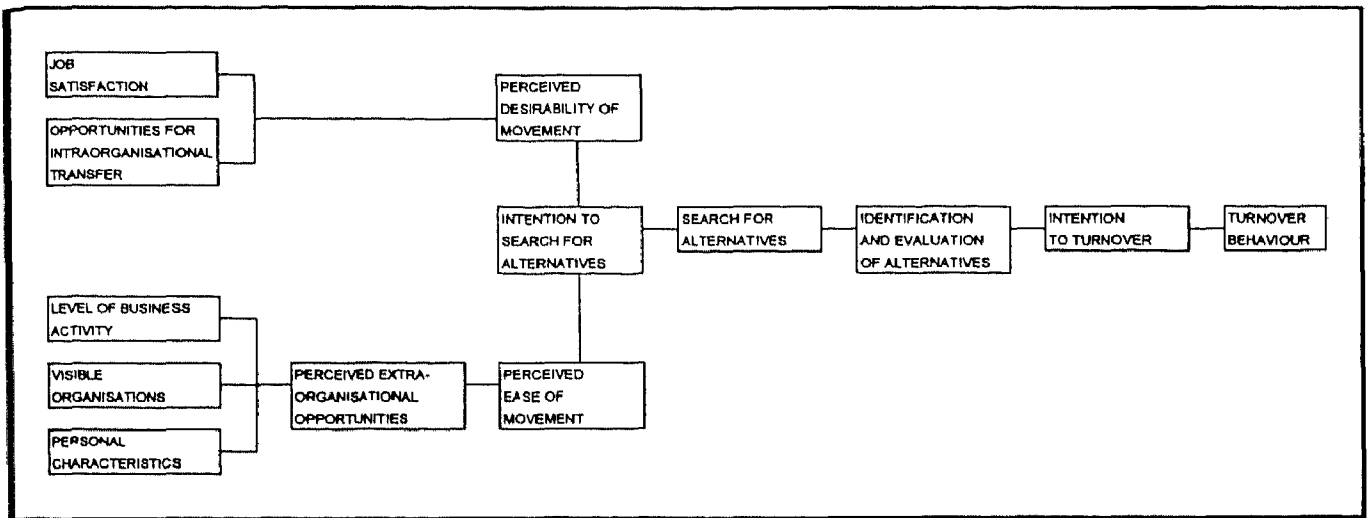 JOB
SATISFACTION
OPPORTUNITIES FOR
INTRAORGANISATIONAL
TRANSFER
PERCEIVED
DESIRABILITY OF
MOVEMENT
INTENTION TO
SEARCH FOR
ALTERNATIVES
SEARCH FOR
ALTERNATIVES
IDENTIFICATION
AND EVALUATION
OF ALTERNATIVES
INTENTION
TO TURNOVER
TURNOVER
BEHAVIOUR
LEVEL OF BUSINESS
ACTIVITY
VISIBLE
ORGANISATIONS
PERSONAL
CHARACTERISTICS
PERCEIVED EXTRA-
ORGANISATIONAL
OPPORTUNITIES
PERCEIVED
EASE OF
MOVEMENT